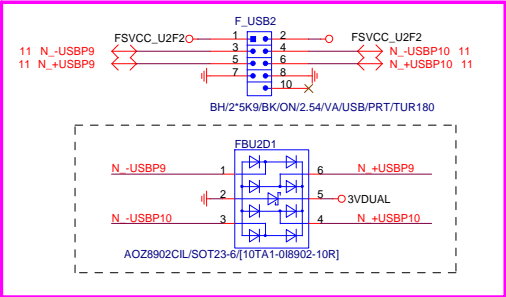 F_USB2
FSVCC_U2F2 1 2 FSVCC_U2F2
11 N_-USBP9 3 4 N_-USBP10 11
11 N_+USBP9 5 6 N_+USBP10 11
7 8
10
BH/2*5K9/BK/ON/2.54/VA/USB/PRT/TUR180
FBU2D1
N_-USBP9 1 6 N_+USBP9
2 5 3VDUAL
N_-USBP10 3 4 N_+USBP10
AOZ8902CIL/SOT23-6/[10TA1-0I8902-10R]